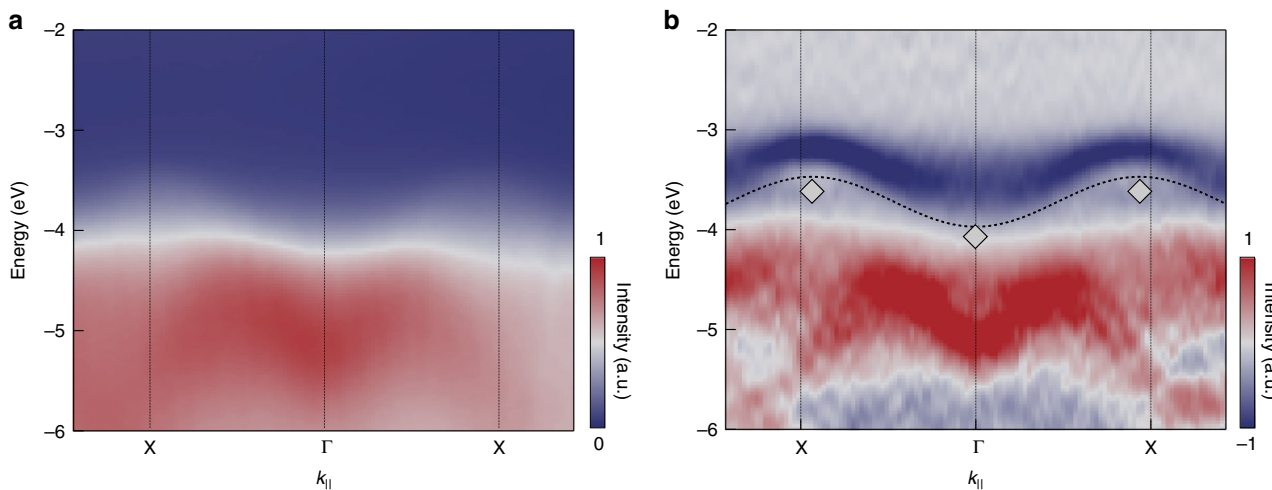 a
−2
−3
−4
−5
−6
Energy (eV)
X
Γ
X
k||
1
Intensity (a.u.)
0
b
−2
−3
−4
−5
−6
Energy (eV)
X
Γ
X
k||
1
Intensity (a.u.)
−1